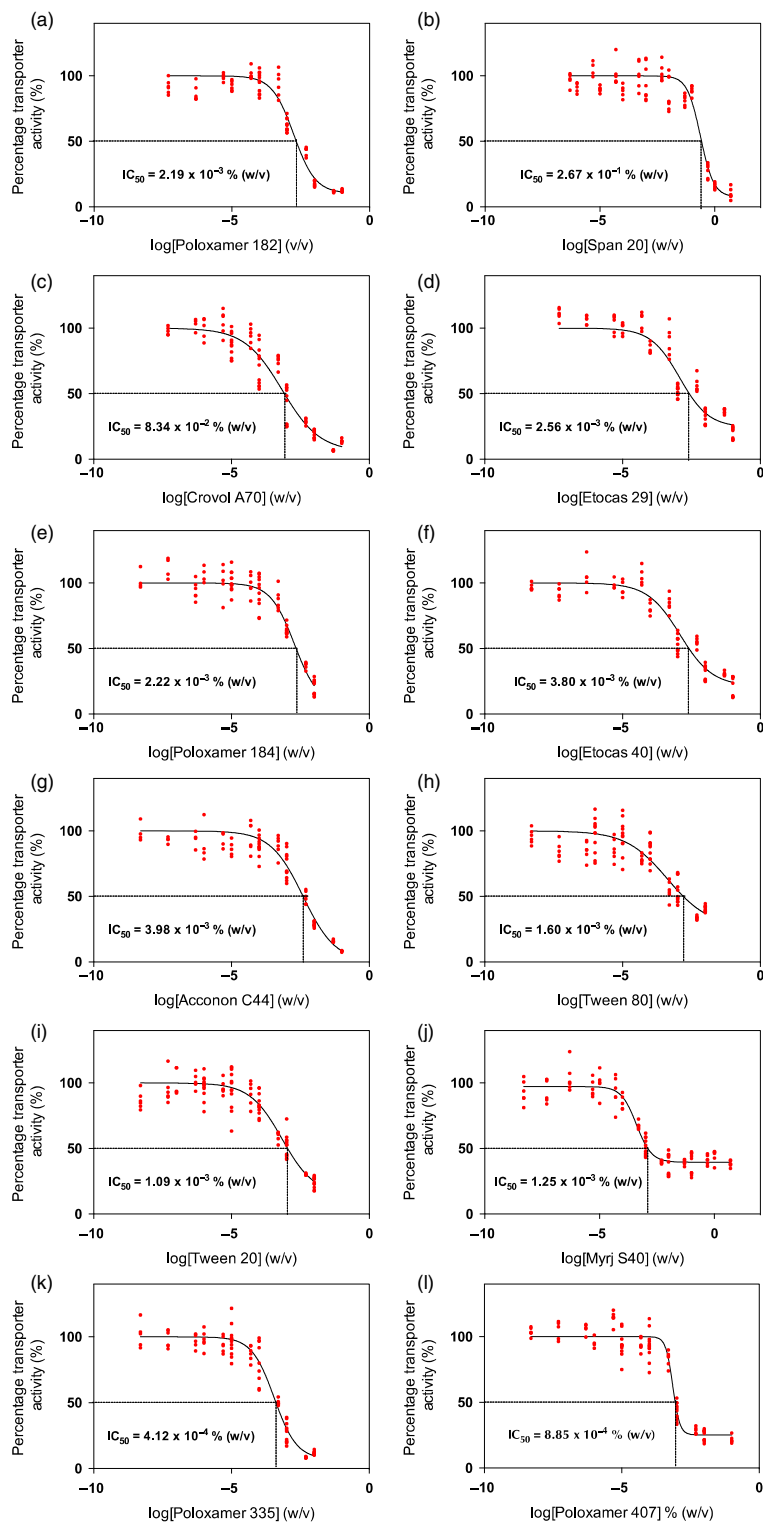 (a)
Percentage transporter
activity (%)
100
50
0
IC50 = 2.19 x 10−3 % (w/v)
−10
−5
0
log[Poloxamer 182] (v/v)
(b)
Percentage transporter
activity (%)
100
50
0
IC50 = 2.67 x 10−1 % (w/v)
−10
−5
0
log[Span 20] (w/v)
(c)
Percentage transporter
activity (%)
100
50
0
IC50 = 8.34 x 10−2 % (w/v)
−10
−5
0
log[Crovol A70] (w/v)
(d)
Percentage transporter
activity (%)
100
50
0
IC50 = 2.56 x 10−3 % (w/v)
−10
−5
0
log[Etocas 29] (w/v)
(e)
Percentage transporter
activity (%)
100
50
0
IC50 = 2.22 x 10−3 % (w/v)
−10
−5
0
log[Poloxamer 184] (w/v)
(f)
Percentage transporter
activity (%)
100
50
0
IC50 = 3.80 x 10−3 % (w/v)
−10
−5
0
log[Etocas 40] (w/v)
(g)
Percentage transporter
activity (%)
100
50
0
IC50 = 3.98 x 10−3 % (w/v)
−10
−5
0
log[Acconon C44] (w/v)
(h)
Percentage transporter
activity (%)
100
50
0
IC50 = 1.60 x 10−3 % (w/v)
−10
−5
0
log[Tween 80] (w/v)
(i)
Percentage transporter
activity (%)
100
50
0
IC50 = 1.09 x 10−3 % (w/v)
−10
−5
0
log[Tween 20] (w/v)
(j)
Percentage transporter
activity (%)
100
50
0
IC50 = 1.25 x 10−3 % (w/v)
−10
−5
0
log[Myrj S40] (w/v)
(k)
Percentage transporter
activity (%)
100
50
0
IC50 = 4.12 x 10−4 % (w/v)
−10
−5
0
log[Poloxamer 335] (w/v)
(l)
Percentage transporter
activity (%)
100
50
0
IC50 = 8.85 x 10−4 % (w/v)
−10
−5
0
log[Poloxamer 407] % (w/v)